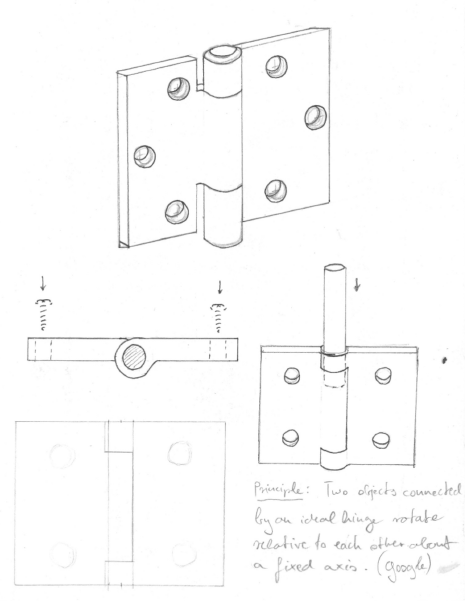 Principle: Two objects connected
by an ideal hinge rotate
relative to each other about
a fixed axis. (google)